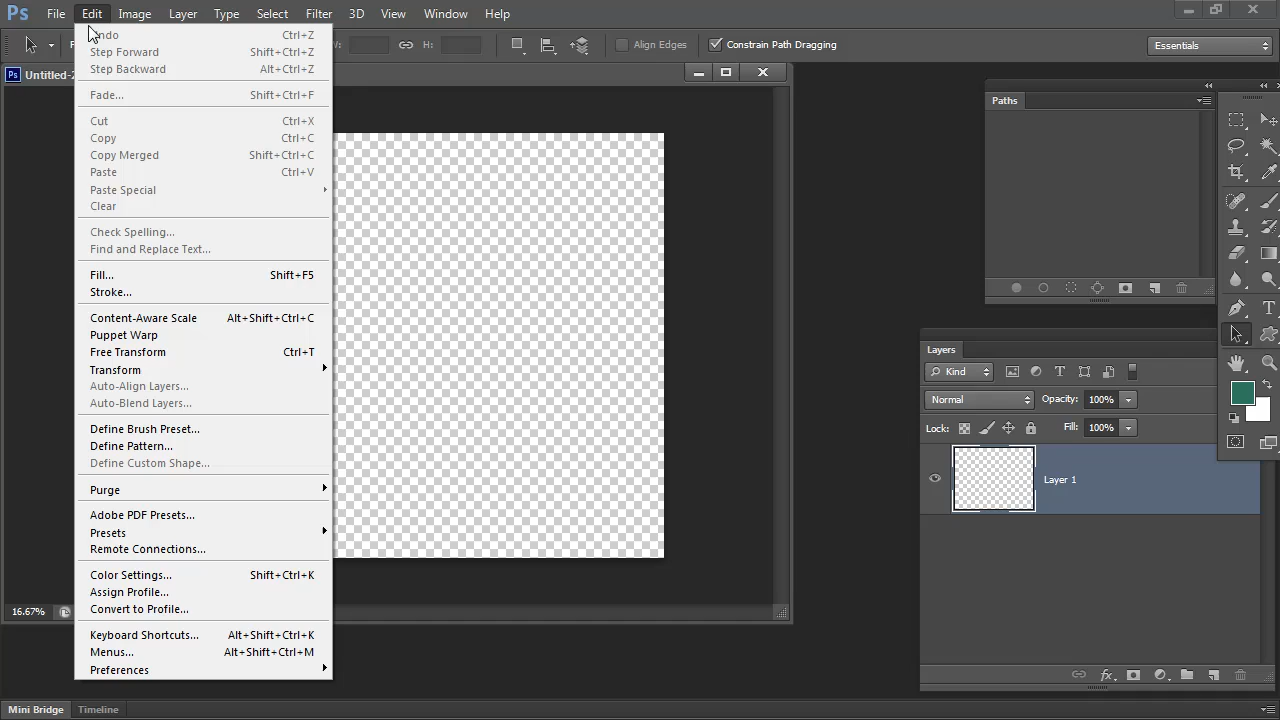 Ps File Edit Image Layer Type Select Filter 3D View Window Help
W: H: Align Edges Constrain Path Dragging Essentials
Ps Untitled-2
Undo Ctrl+Z
Step Forward Shift+Ctrl+Z
Step Backward Alt+Ctrl+Z
Fade... Shift+Ctrl+F
Cut Ctrl+X
Copy Ctrl+C
Copy Merged Shift+Ctrl+C
Paste Ctrl+V
Paste Special
Clear
Check Spelling...
Find and Replace Text...
Fill... Shift+F5
Stroke...
Content-Aware Scale Alt+Shift+Ctrl+C
Puppet Warp
Free Transform Ctrl+T
Transform
Auto-Align Layers...
Auto-Blend Layers...
Define Brush Preset...
Define Pattern...
Define Custom Shape...
Purge
Adobe PDF Presets...
Presets
Remote Connections...
Color Settings... Shift+Ctrl+K
Assign Profile...
Convert to Profile...
Keyboard Shortcuts... Alt+Shift+Ctrl+K
Menus... Alt+Shift+Ctrl+M
Preferences
16.67%
Paths
Layers
Kind
Normal Opacity: 100%
Lock: Fill: 100%
Layer 1
Mini Bridge Timeline